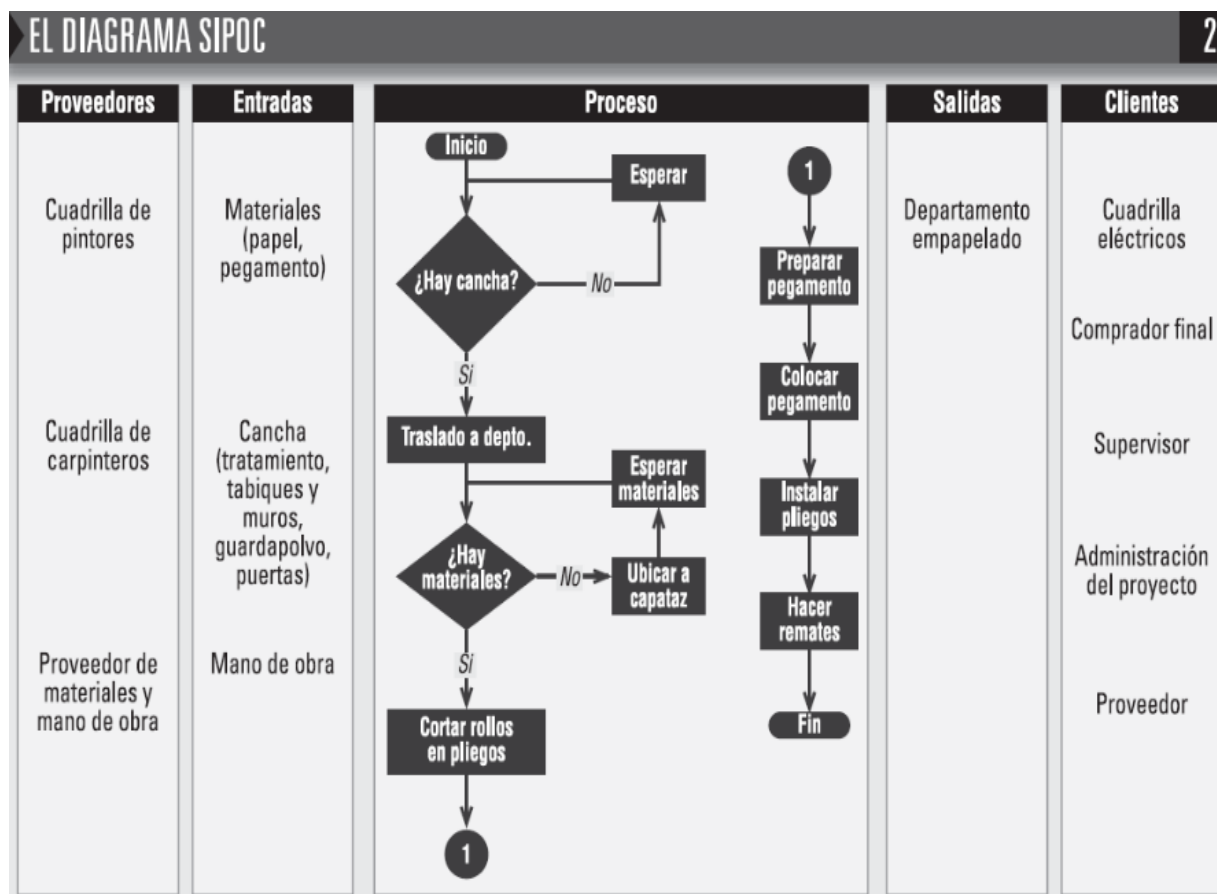 EL DIAGRAMA SIPOC
2
Proveedores
Cuadrilla de
pintores
Cuadrilla de
carpinteros
Proveedor de
materiales y
mano de obra
Entradas
Materiales
(papel,
pegamento)
Cancha
(tratamiento,
tabiques y
muros,
guardapolvo,
puertas)
Mano de obra
Proceso
Inicio
Esperar
¿Hay cancha?
No
Si
Traslado a depto.
Esperar
materiales
¿Hay
materiales?
No
Ubicar a
capataz
Si
Cortar rollos
en pliegos
1
1
Preparar
pegamento
Colocar
pegamento
Instalar
pliegos
Hacer
remates
Fin
Salidas
Departamento
empapelado
Clientes
Cuadrilla
eléctricos
Comprador final
Supervisor
Administración
del proyecto
Proveedor